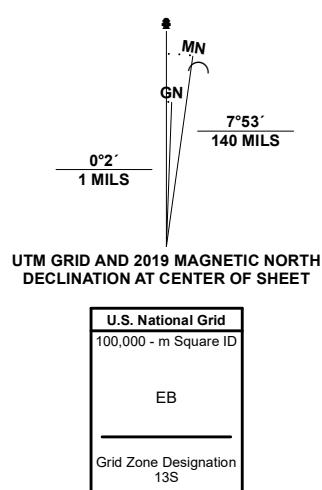 MN
GN
7°53´
140 MILS
0°2´
1 MILS
UTM GRID AND 2019 MAGNETIC NORTH
DECLINATION AT CENTER OF SHEET
U.S. National Grid
100,000 - m Square ID
EB
Grid Zone Designation
13S